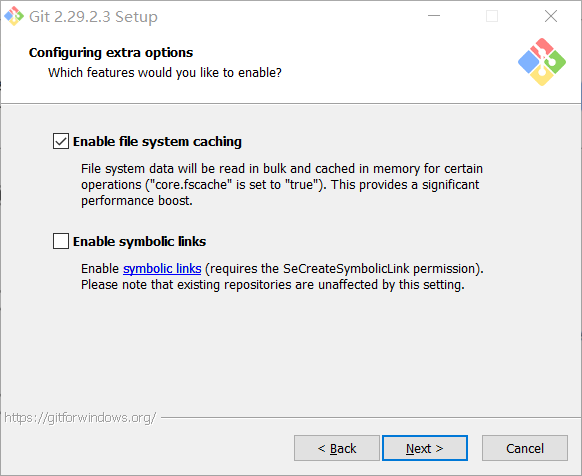 Git 2.29.2.3 Setup
Configuring extra options
Which features would you like to enable?
Enable file system caching
File system data will be read in bulk and cached in memory for certain
operations ("core.fscache" is set to "true"). This provides a significant
performance boost.
Enable symbolic links
Enable symbolic links (requires the SeCreateSymbolicLink permission).
Please note that existing repositories are unaffected by this setting.
https://gitforwindows.org/
< Back
Next >
Cancel